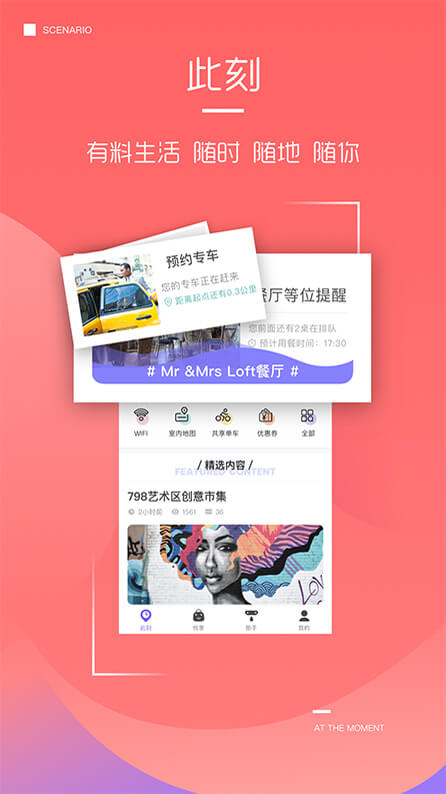 SCENARIO
此刻
有料生活 随时 随地 随你
预约专车
您的专车正在赶来
距离起点还有0.3公里
餐厅等位提醒
您前面还有2桌在排队
预计用餐时间：17:30
# Mr &Mrs Loft餐厅 #
WIFI 室内地图 共享单车 优惠券 全部
/ 精选内容 /
FEATURED CONTENT
798艺术区创意市集
2小时前 1561 36
LOV
此刻 悦享 助手 我的
AT THE MOMENT